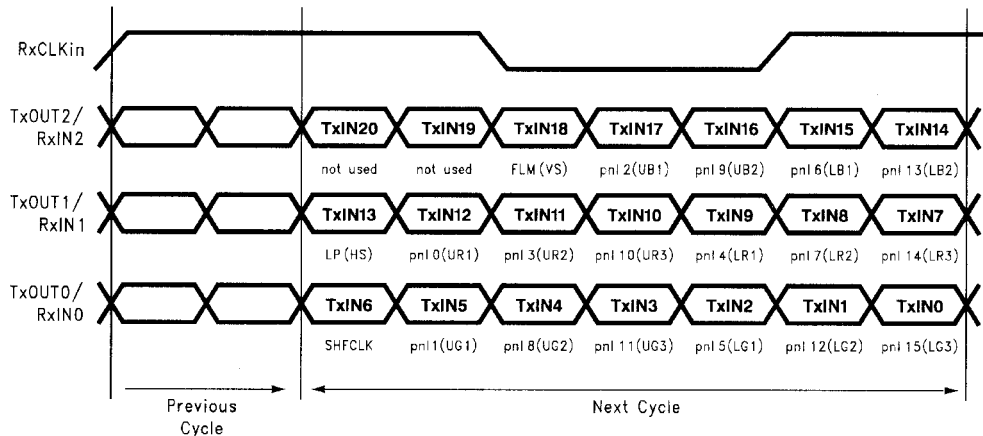 RxCLKin
TxOUT2/
RxIN2
TxIN20 TxIN19 TxIN18 TxIN17 TxIN16 TxIN15 TxIN14
not used not used FLM(VS) pnl 2(UB1) pnl 9(UB2) pnl 6(LB1) pnl 13(LB2)
TxOUT1/
RxIN1
TxIN13 TxIN12 TxIN11 TxIN10 TxIN9 TxIN8 TxIN7
LP(HS) pnl 0(UR1) pnl 3(UR2) pnl 10(UR3) pnl 4(LR1) pnl 7(LR2) pnl 14(LR3)
TxOUT0/
RxIN0
TxIN6 TxIN5 TxIN4 TxIN3 TxIN2 TxIN1 TxIN0
SHFCLK pnl 1(UG1) pnl 8(UG2) pnl 11(UG3) pnl 5(LG1) pnl 12(LG2) pnl 15(LG3)
Previous
Cycle
Next Cycle